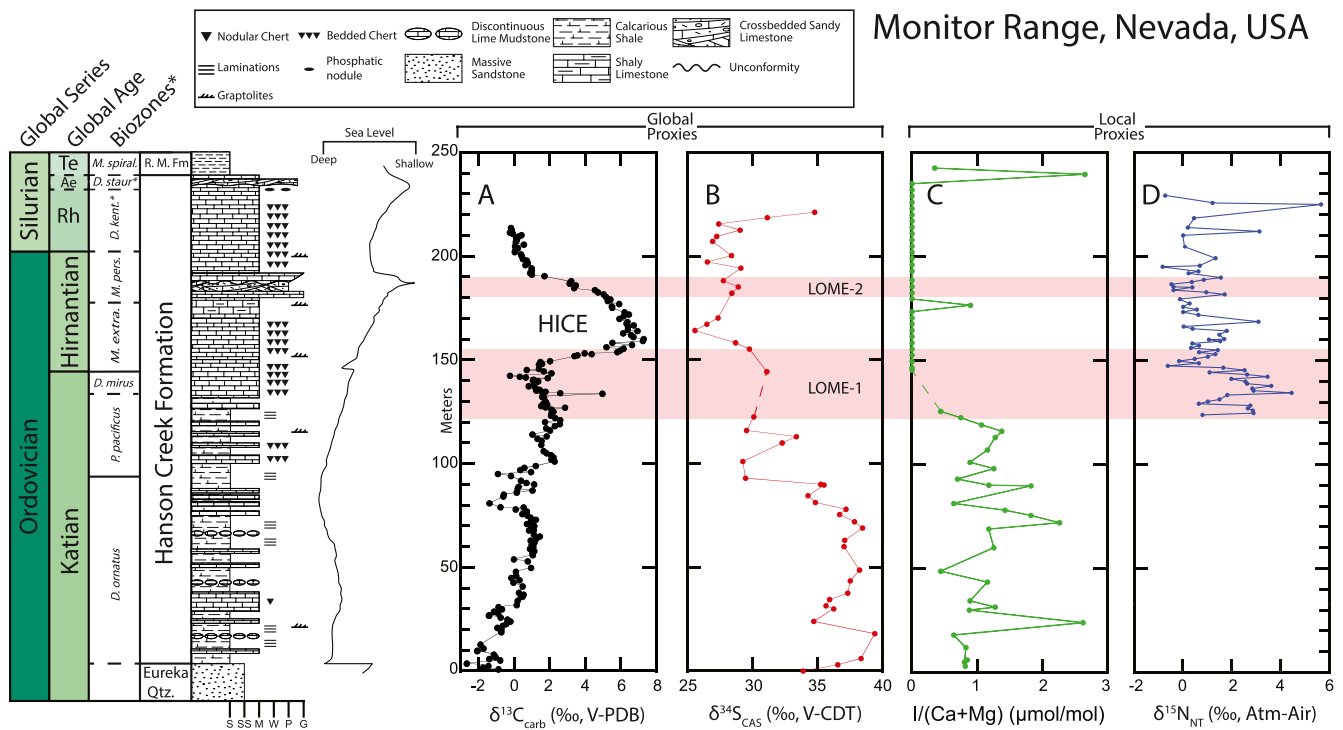 Monitor Range, Nevada, USA
Nodular Chert
Bedded Chert
Discontinuous
Lime Mudstone
Calcarious
Shale
Crossbedded Sandy
Limestone
Laminations
Phosphatic
nodule
Massive
Sandstone
Shaly
Limestone
Unconformity
Graptolites
Global Series
Global Age
Biozones*
Sea Level
Deep
Shallow
Global
Proxies
Local
Proxies
Silurian
Ordovician
Te
Ae
Rh
Hirnantian
Katian
M. spiral.
D. staur*
D. kent.*
M. pers.
M. extra.
D. mirus
P. pacificus
D. ornatus
R. M. Fm
Hanson Creek Formation
Eureka
Qtz.
S SS M W P G
250
200
150
100
50
0
Meters
A
HICE
-2 0 2 4 6 8
δ¹³Ccarb (‰, V-PDB)
B
LOME-2
LOME-1
25 30 35 40
δ³⁴SCAS (‰, V-CDT)
C
0 1 2 3
I/(Ca+Mg) (μmol/mol)
D
-2 0 2 4 6
δ¹⁵NNT (‰, Atm-Air)